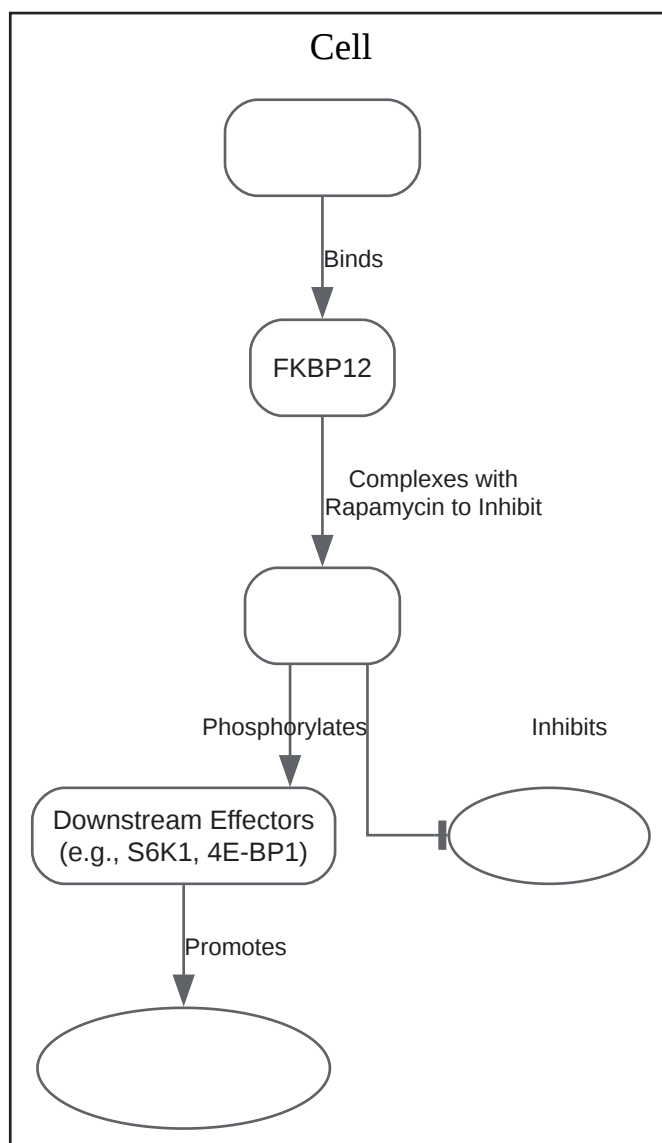 Cell
Binds
FKBP12
Complexes with
Rapamycin to Inhibit
Phosphorylates
Inhibits
Downstream Effectors
(e.g., S6K1, 4E-BP1)
Promotes